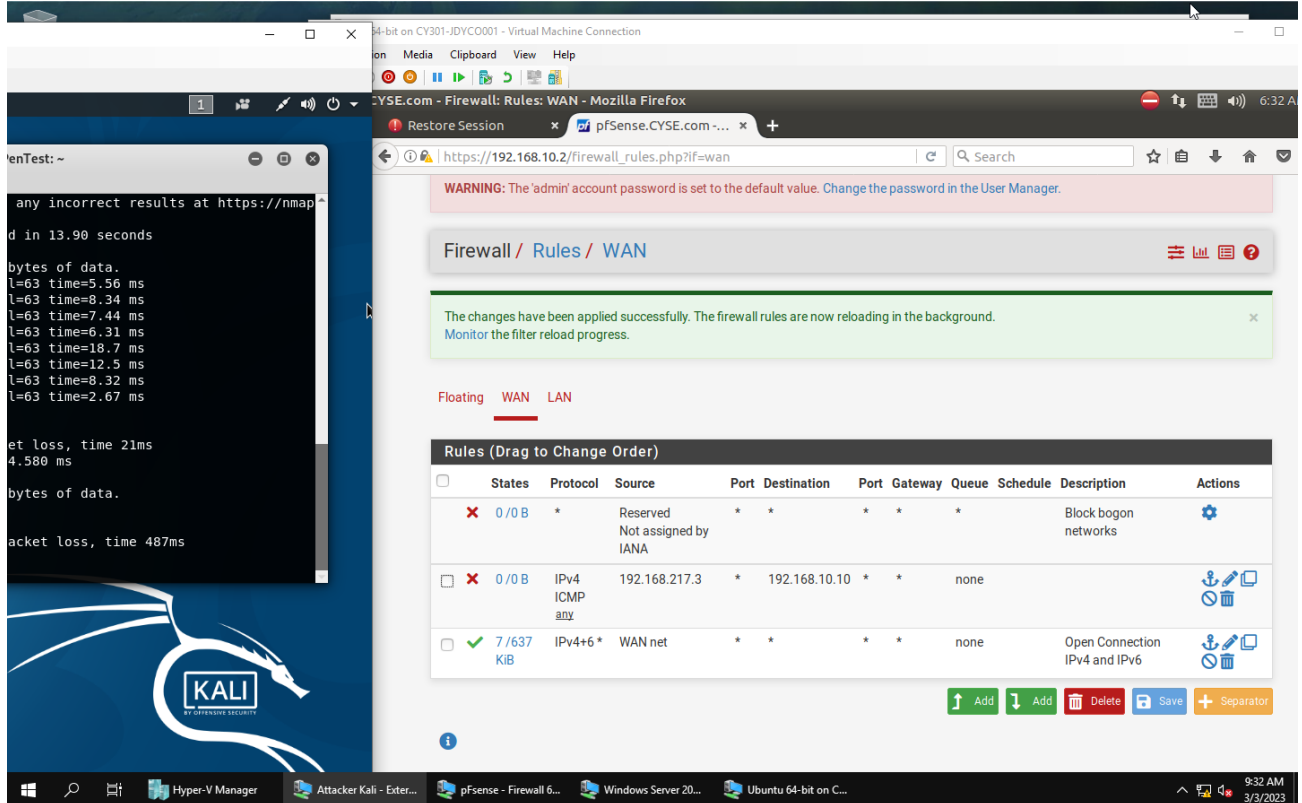 64-bit on CY301-JDYCO001 - Virtual Machine Connection
Media Clipboard View Help
1
CYSE.com - Firewall: Rules: WAN - Mozilla Firefox
6:32 A
Restore Session × pfSense.CYSE.com -... × +
https://192.168.10.2/firewall_rules.php?if=wan
Search
PenTest: ~
any incorrect results at https://nmap
d in 13.90 seconds
bytes of data.
l=63 time=5.56 ms
l=63 time=8.34 ms
l=63 time=7.44 ms
l=63 time=6.31 ms
l=63 time=18.7 ms
l=63 time=12.5 ms
l=63 time=8.32 ms
l=63 time=2.67 ms
et loss, time 21ms
4.580 ms
bytes of data.
acket loss, time 487ms
KALI
BY OFFENSIVE SECURITY
WARNING: The 'admin' account password is set to the default value. Change the password in the User Manager.
Firewall / Rules / WAN
The changes have been applied successfully. The firewall rules are now reloading in the background.
Monitor the filter reload progress.
Floating WAN LAN
Rules (Drag to Change Order)
States Protocol Source Port Destination Port Gateway Queue Schedule Description Actions
0 /0 B * Reserved * * * * * Block bogon
Not assigned by networks
IANA
0 /0 B IPv4 192.168.217.3 * 192.168.10.10 * * none
ICMP
any
7 /637 IPv4+6 * WAN net * * * * none Open Connection
KiB IPv4 and IPv6
Add Add Delete Save Separator
Hyper-V Manager Attacker Kali - Exter... pFsense - Firewall 6... Windows Server 20... Ubuntu 64-bit on C...
9:32 AM
3/3/2023